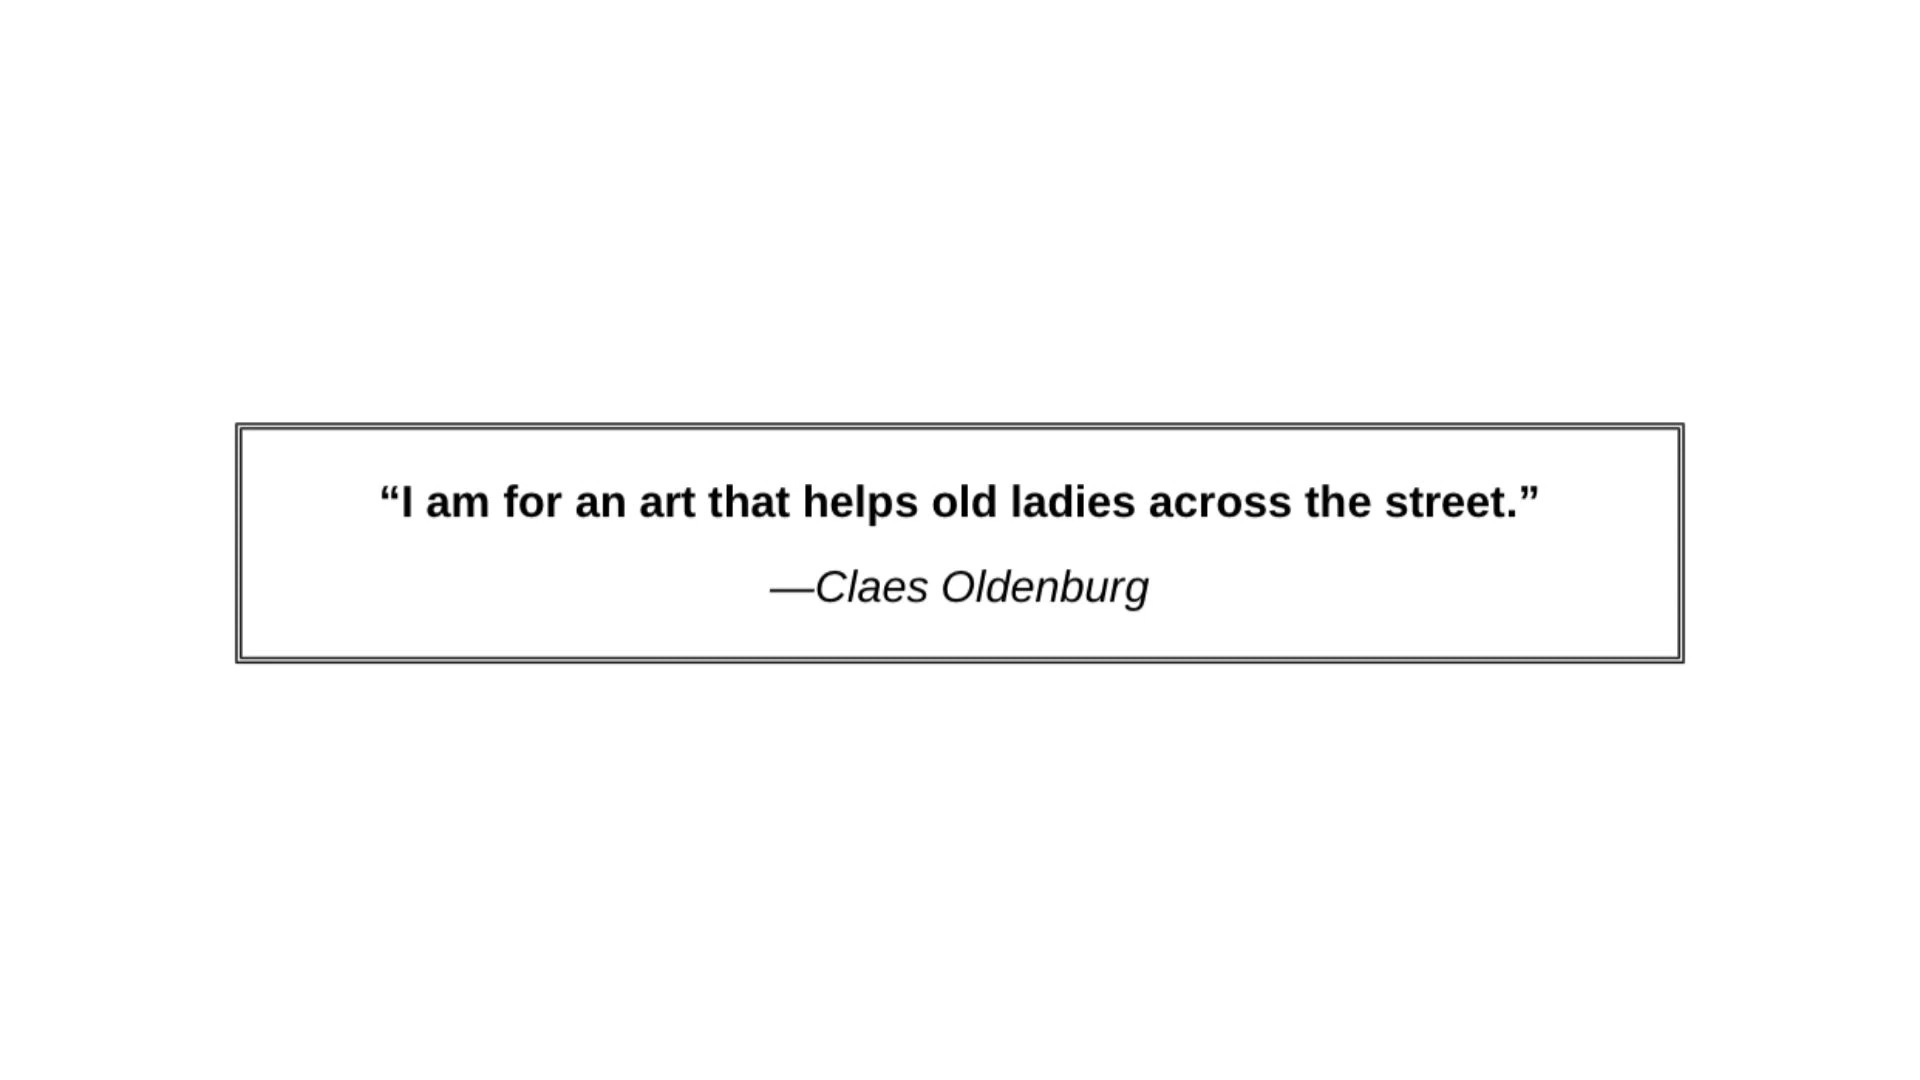 “I am for an art that helps old ladies across the street.”
—Claes Oldenburg